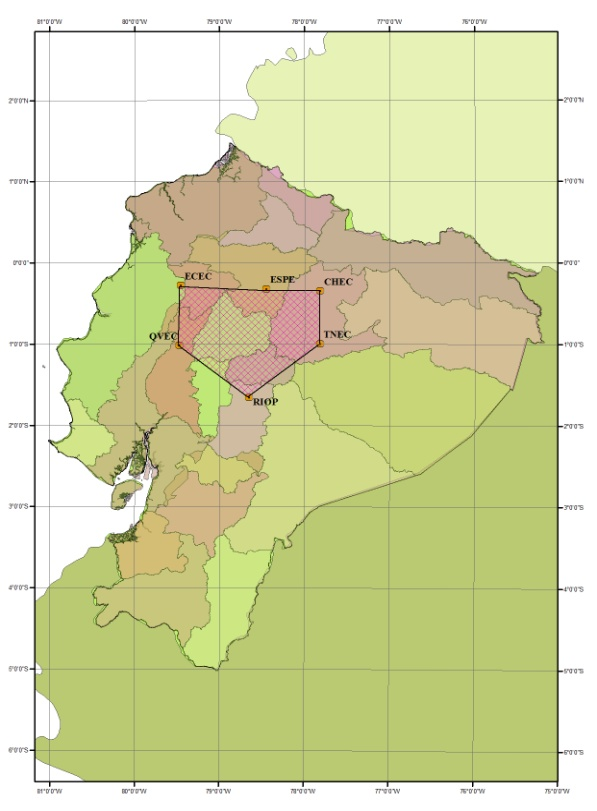 81°0'0"W 80°0'0"W 79°0'0"W 78°0'0"W 77°0'0"W 76°0'0"W
2°0'0"N 2°0'0"N
1°0'0"N 1°0'0"N
0°0'0" 0°0'0"
ECEC ESPE CHEC
QVEC TNEC
1°0'0"S 1°0'0"S
RIOP
2°0'0"S 2°0'0"S
3°0'0"S 3°0'0"S
4°0'0"S 4°0'0"S
5°0'0"S 5°0'0"S
6°0'0"S 6°0'0"S
81°0'0"W 80°0'0"W 79°0'0"W 78°0'0"W 77°0'0"W 76°0'0"W